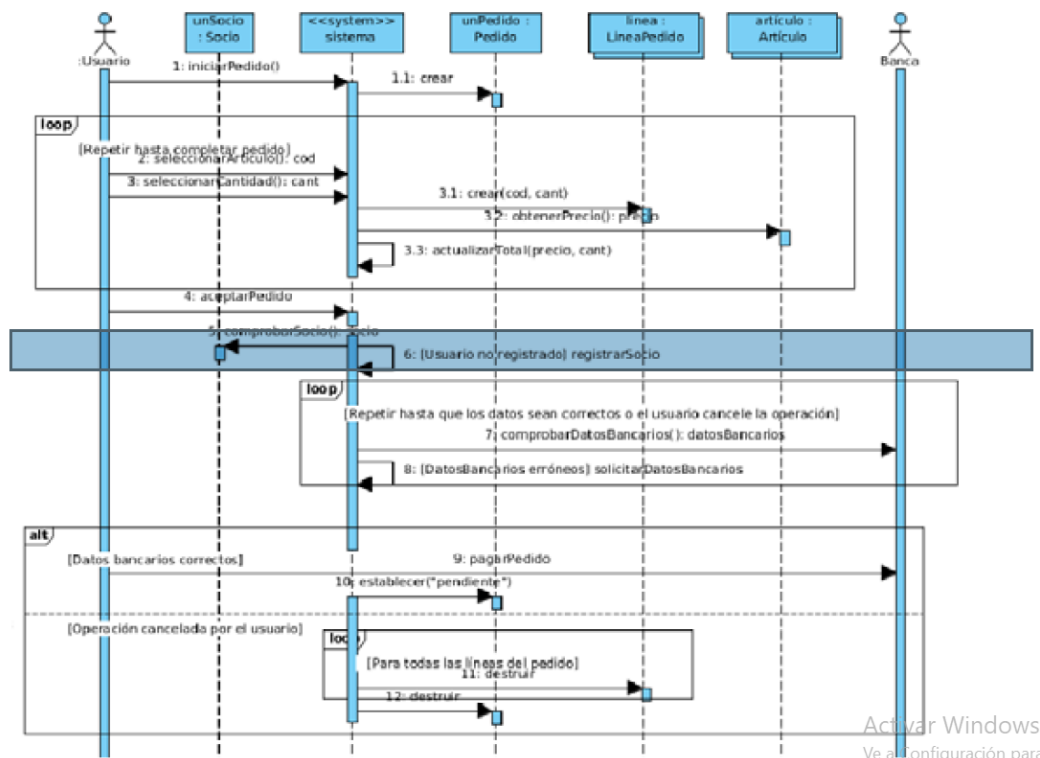 unSocio
: Socio
<<system>>
sistema
unPedido :
Pedido
linea :
LineaPedido
artículo :
Artículo
:Usuario
Banca
1: iniciarPedido()
1.1: crear
loop
[Repetir hasta completar pedido]
2: seleccionarArticulo(): cod
3: seleccionarCantidad(): cant
3.1: crear(cod, cant)
3.2: obtenerPrecio(): precio
3.3: actualizarTotal(precio, cant)
4: aceptarPedido
5: comprobarSocio(): socio
6: [Usuario no registrado] registrarSocio
loop
[Repetir hasta que los datos sean correctos o el usuario cancele la operación]
7: comprobarDatosBancarios(): datosBancarios
8: [DatosBancarios erróneos] solicitarDatosBancarios
alt
[Datos bancarios correctos]
9: pagarPedido
10: establecer("pendiente")
[Operación cancelada por el usuario]
loop
[Para todas las líneas del pedido]
11: destruir
12: destruir
Activar Windows
Ve a Configuración para